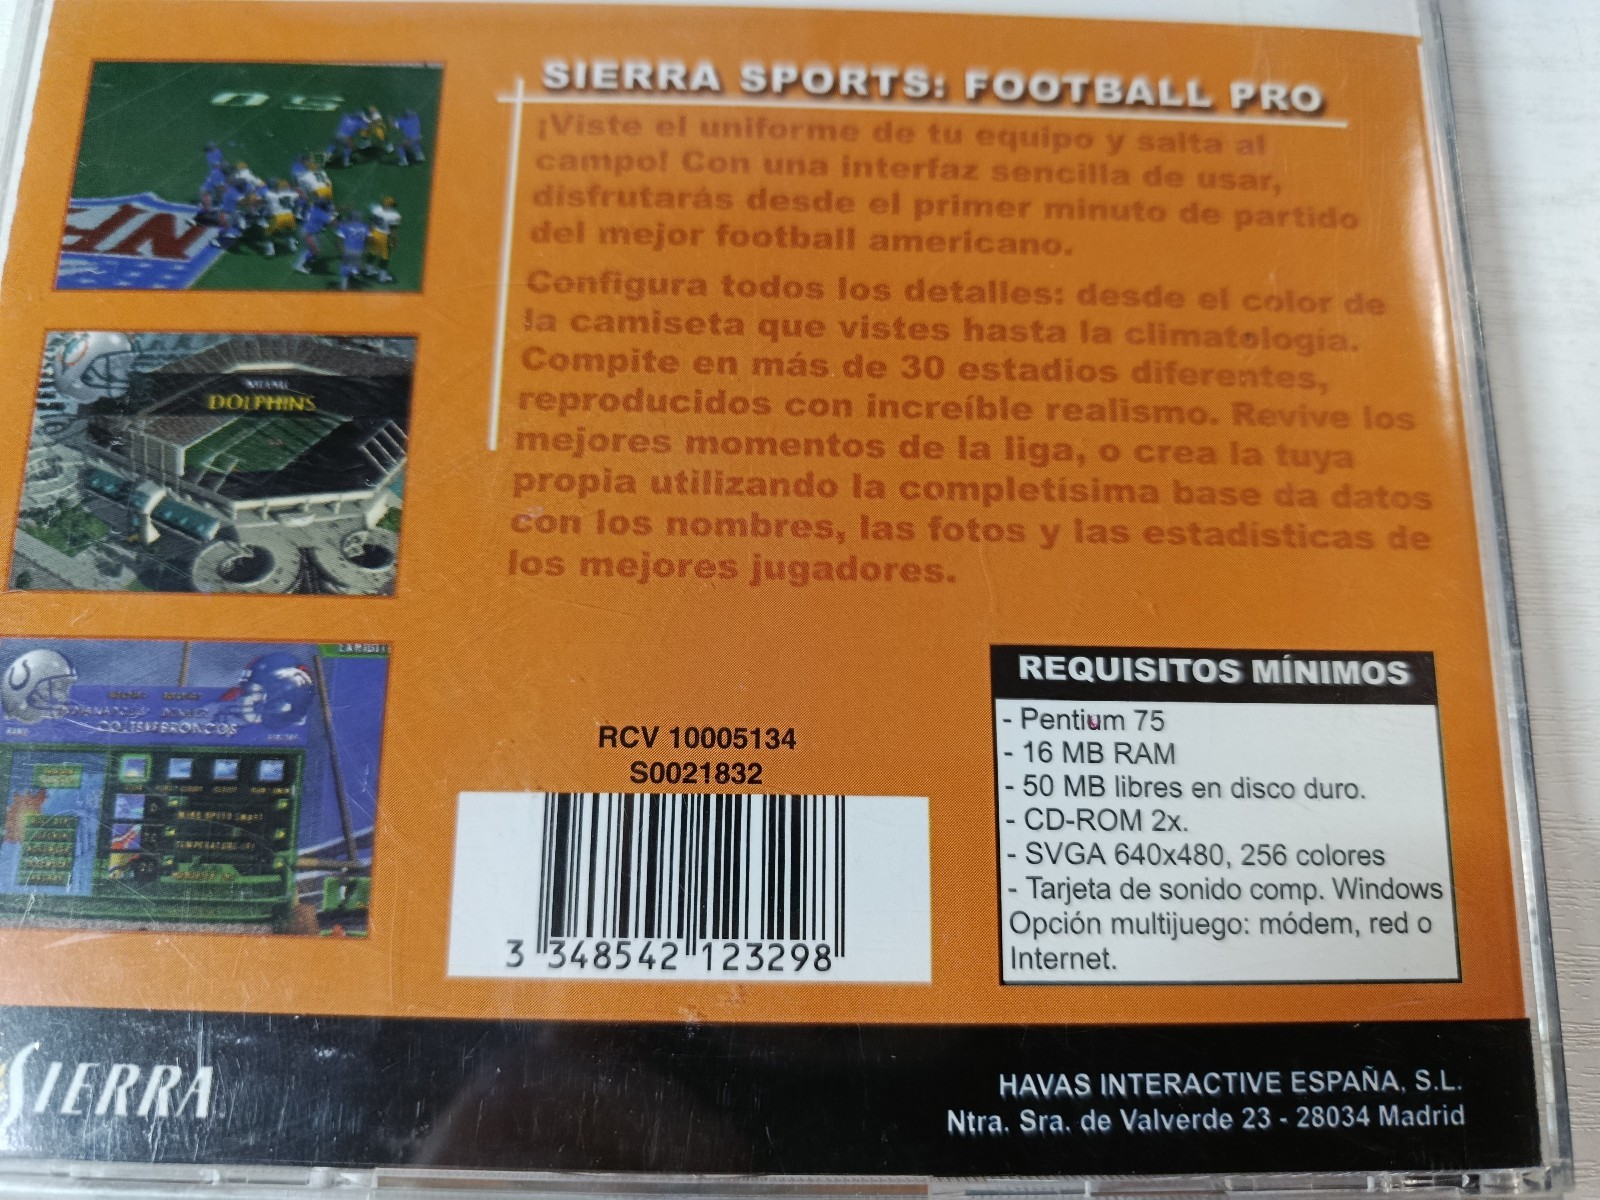 SIERRA SPORTS: FOOTBALL PRO
¡Viste el uniforme de tu equipo y salta al
campo! Con una interfaz sencilla de usar,
disfrutarás desde el primer minuto de partido
del mejor football americano.
Configura todos los detalles: desde el color de
la camiseta que vistes hasta la climatología.
Compite en más de 30 estadios diferentes,
reproducidos con increíble realismo. Revive los
mejores momentos de la liga, o crea la tuya
propia utilizando la completísima base da datos
con los nombres, las fotos y las estadísticas de
los mejores jugadores.
MIAMI
DOLPHINS
COLTS
BRONCOS
TEMPERATURE (F)
RCV 10005134
S0021832
3 348542 123298
REQUISITOS MÍNIMOS
- Pentium 75
- 16 MB RAM
- 50 MB libres en disco duro.
- CD-ROM 2x.
- SVGA 640x480, 256 colores
- Tarjeta de sonido comp. Windows
Opción multijuego: módem, red o
Internet.
SIERRA
HAVAS INTERACTIVE ESPAÑA, S.L.
Ntra. Sra. de Valverde 23 - 28034 Madrid